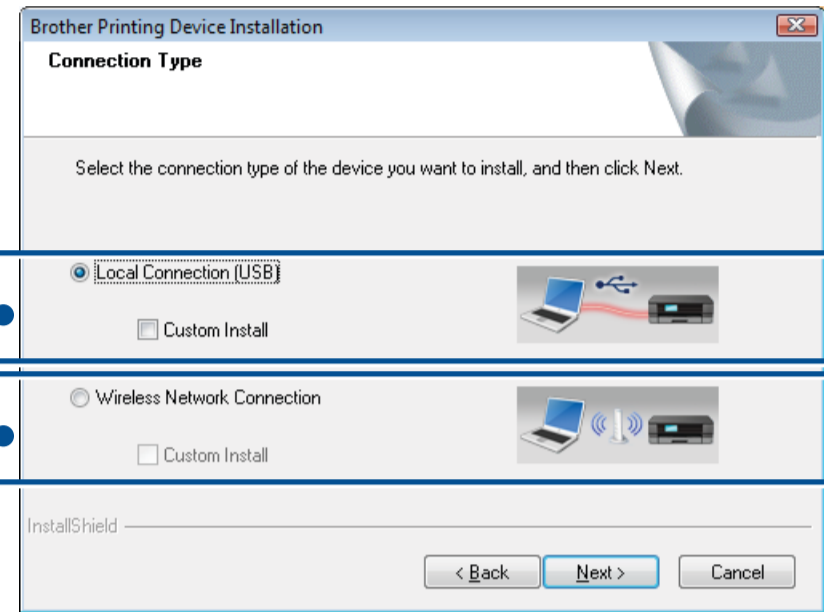 Brother Printing Device Installation
Connection Type
Select the connection type of the device you want to install, and then click Next.
Local Connection (USB)
Custom Install
Wireless Network Connection
Custom Install
InstallShield
< Back Next > Cancel